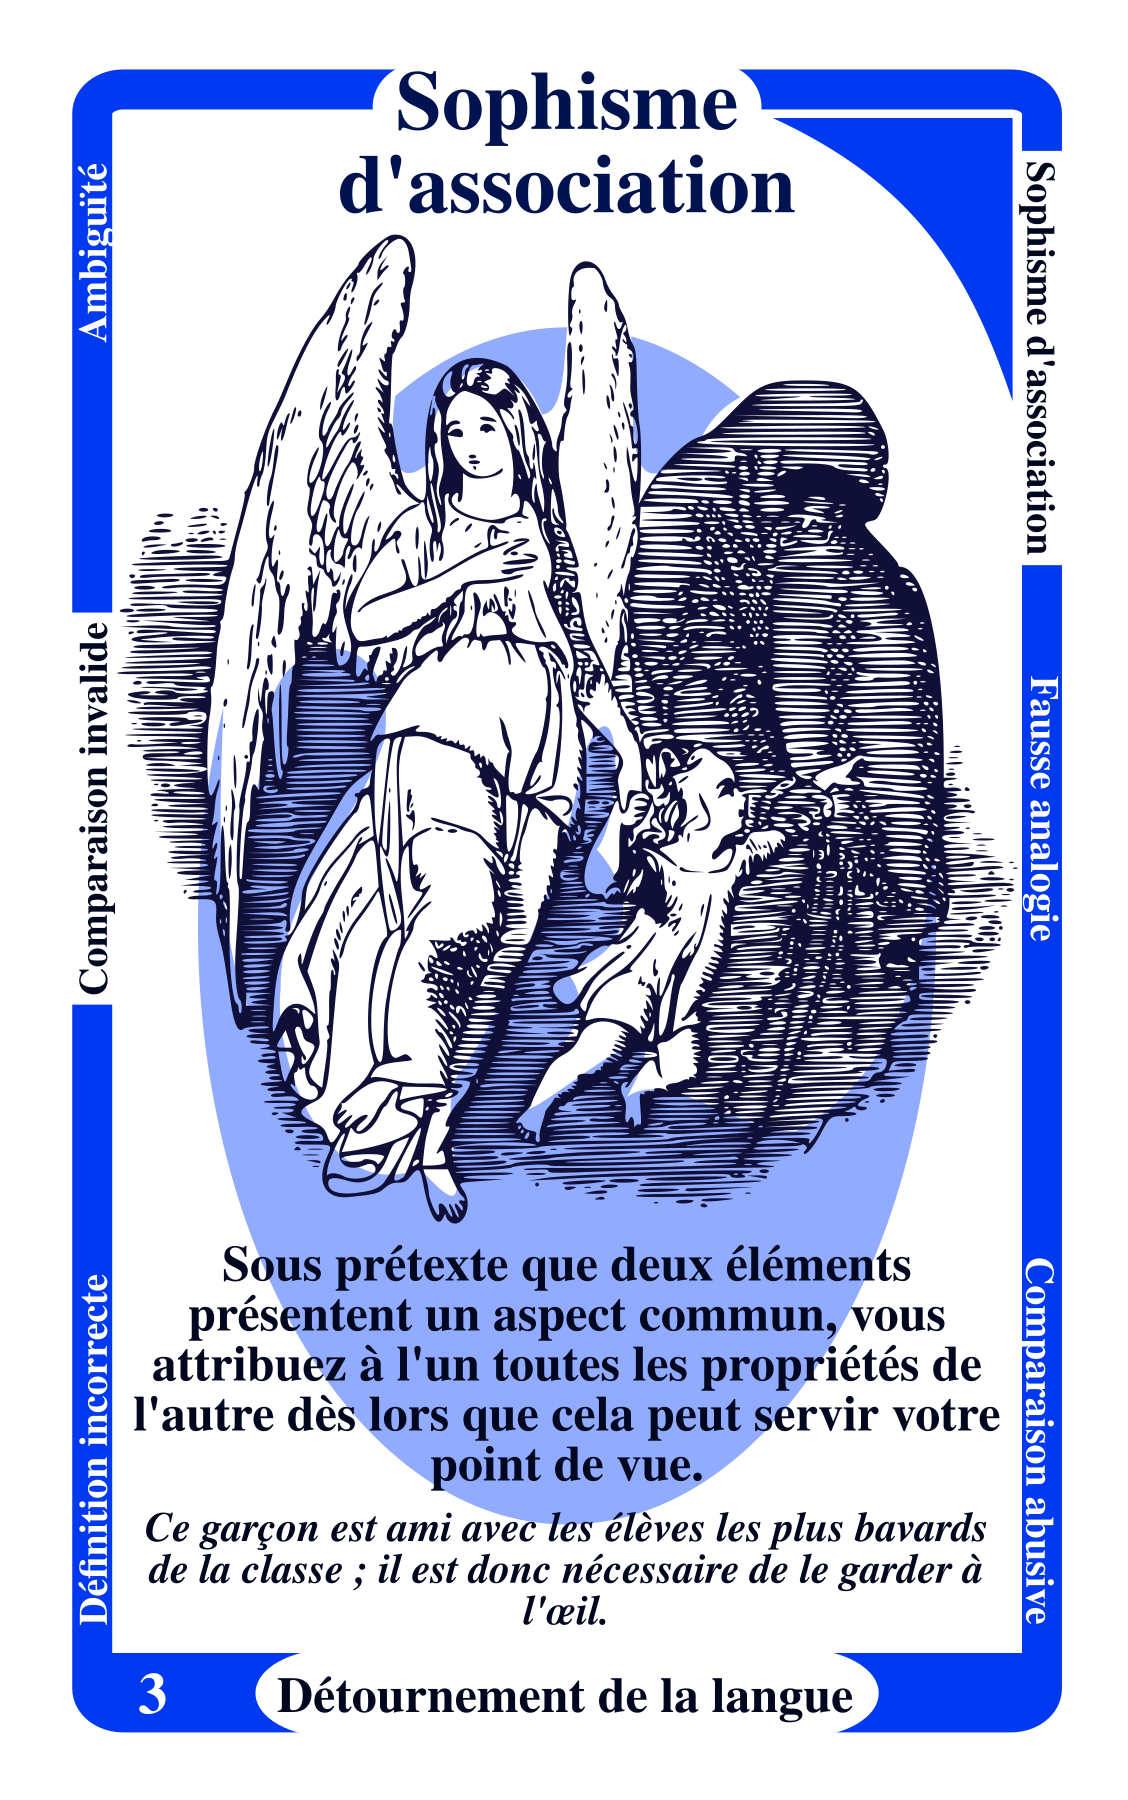 Sophisme
d'association
Ambiguïté
Comparaison invalide
Définition incorrecte
Sophisme d'association
Fausse analogie
Comparaison abusive
Sous prétexte que deux éléments
présentent un aspect commun, vous
attribuez à l'un toutes les propriétés de
l'autre dès lors que cela peut servir votre
point de vue.
Ce garçon est ami avec les élèves les plus bavards
de la classe ; il est donc nécessaire de le garder à
l'œil.
3
Détournement de la langue